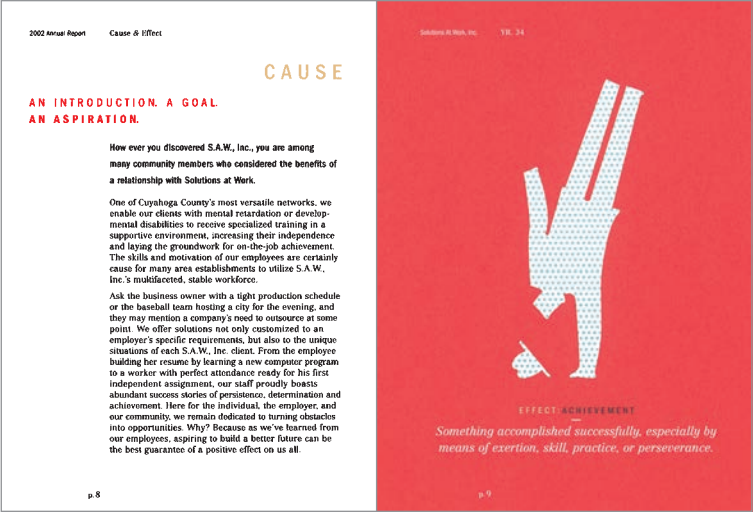 2002 Annual Report Cause & Effect
CAUSE
AN INTRODUCTION. A GOAL.
AN ASPIRATION.
How ever you discovered S.A.W., Inc., you are among
many community members who considered the benefits of
a relationship with Solutions at Work.
One of Cuyahoga County's most versatile networks, we
enable our clients with mental retardation or develop-
mental disabilities to receive specialized training in a
supportive environment, increasing their independence
and laying the groundwork for on-the-job achievement.
The skills and motivation of our employees are certainly
cause for many area establishments to utilize S.A.W.,
Inc.'s multifaceted, stable workforce.
Ask the business owner with a tight production schedule
or the baseball team hosting a city for the evening, and
they may mention a company's need to outsource at some
point. We offer solutions not only customized to an
employer's specific requirements, but also to the unique
situations of each S.A.W., Inc. client. From the employee
building her resume by learning a new computer program
to a worker with perfect attendance ready for his first
independent assignment, our staff proudly boasts
abundant success stories of persistence, determination and
achievement. Here for the individual, the employer, and
our community, we remain dedicated to turning obstacles
into opportunities. Why? Because as we've learned from
our employees, aspiring to build a better future can be
the best guarantee of a positive effect on us all.
p. 8
Solutions At Work, Inc. YR. 34
EFFECT: ACHIEVEMENT
Something accomplished successfully, especially by
means of exertion, skill, practice, or perseverance.
p. 9